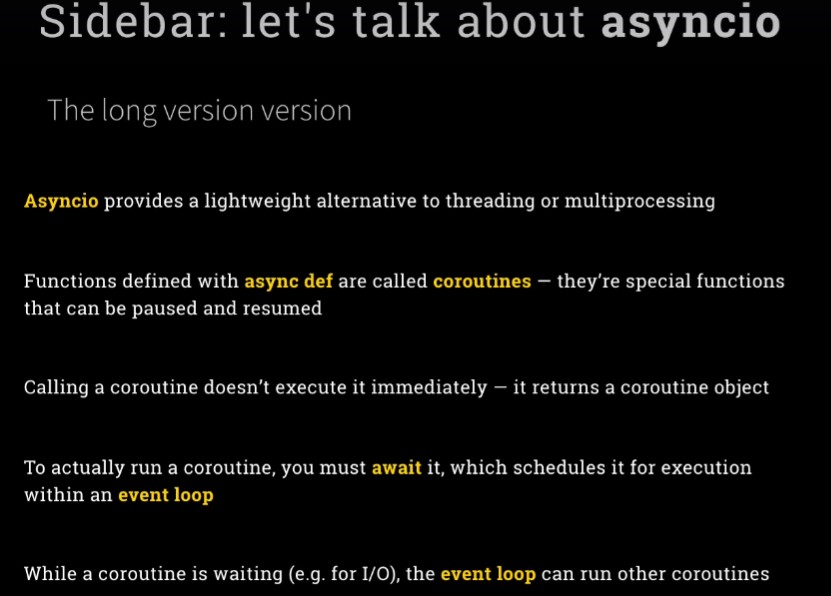 Sidebar: let's talk about asyncio
The long version version
Asyncio provides a lightweight alternative to threading or multiprocessing
Functions defined with async def are called coroutines — they’re special functions
that can be paused and resumed
Calling a coroutine doesn’t execute it immediately — it returns a coroutine object
To actually run a coroutine, you must await it, which schedules it for execution
within an event loop
While a coroutine is waiting (e.g. for I/O), the event loop can run other coroutines